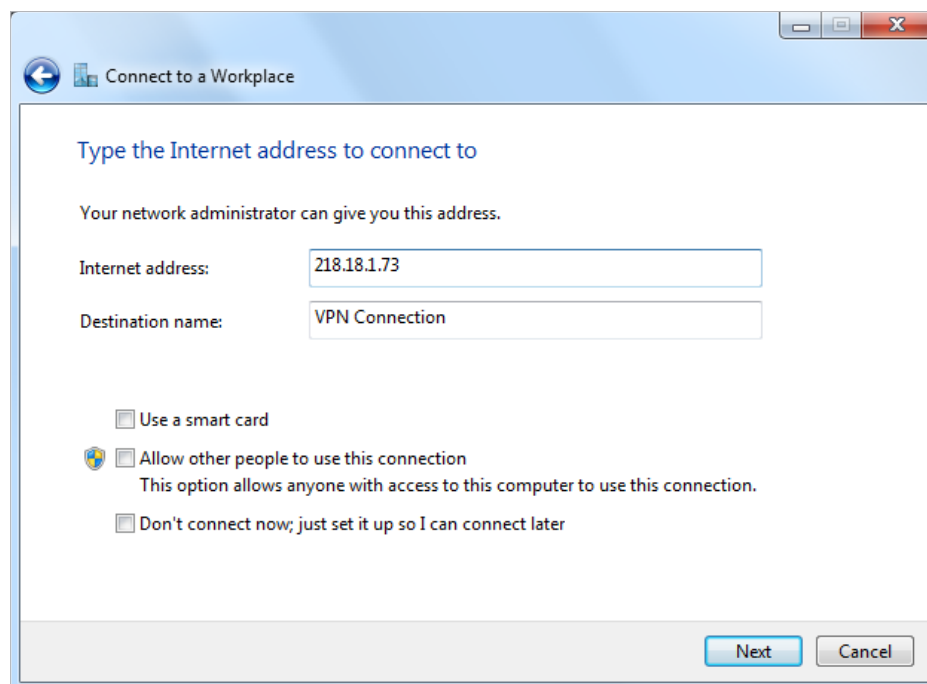 Connect to a Workplace
Type the Internet address to connect to
Your network administrator can give you this address.
Internet address: 218.18.1.73
Destination name: VPN Connection
Use a smart card
Allow other people to use this connection
This option allows anyone with access to this computer to use this connection.
Don't connect now; just set it up so I can connect later
Next Cancel